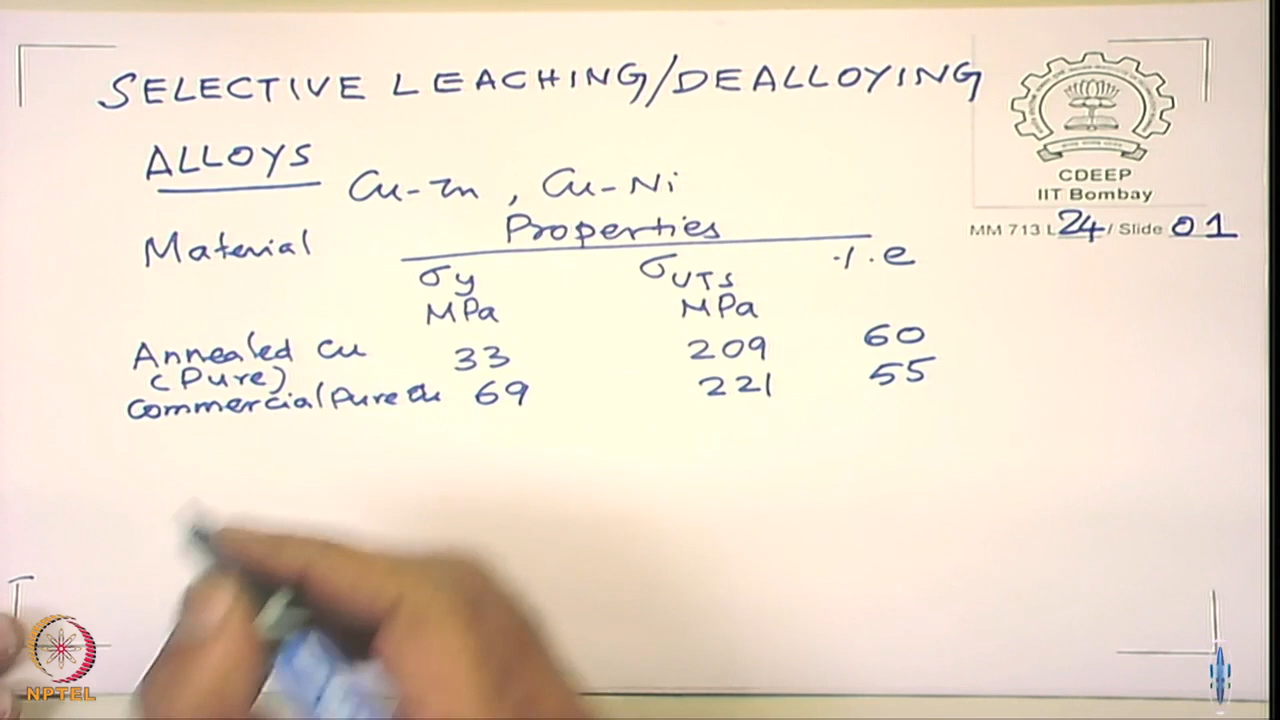 SELECTIVE LEACHING/DEALLOYING
ALLOYS
Cu-Zn , Cu-Ni
CDEEP
IIT Bombay
MM 713 L 24 / Slide 01
Material Properties
σy σUTS ·/. e
MPa MPa
Annealed Cu 33 209 60
(Pure)
Commercial Pure Cu 69 221 55
NPTEL